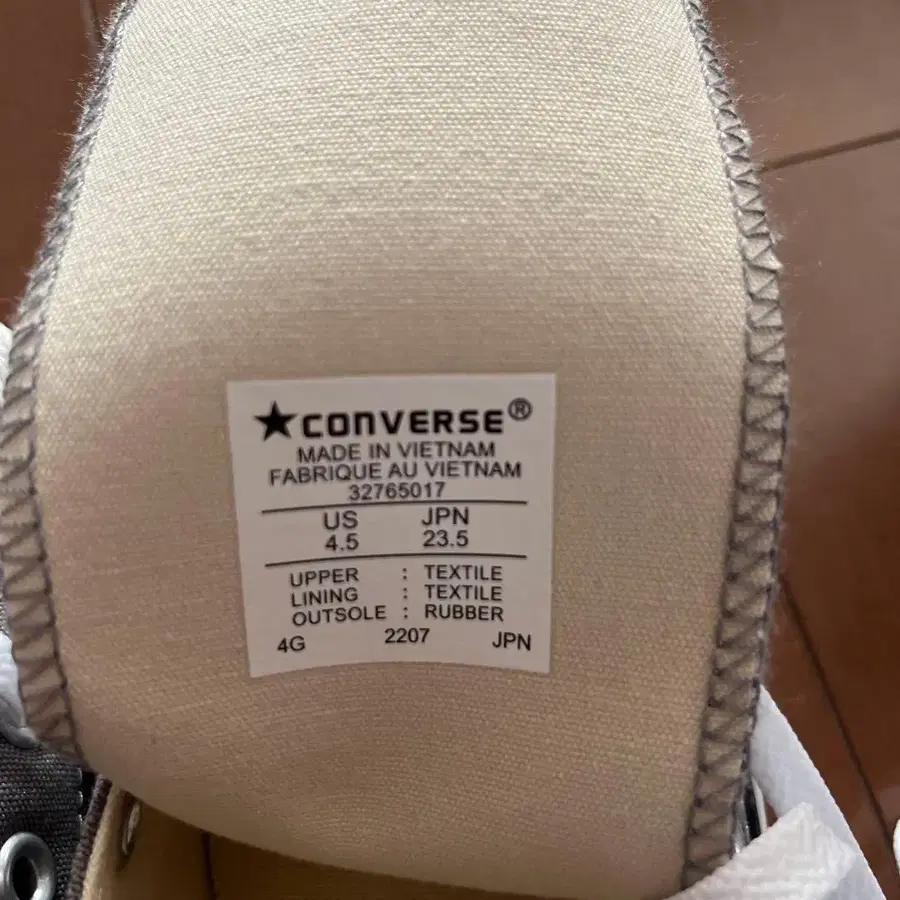 ★CONVERSE®
MADE IN VIETNAM
FABRIQUE AU VIETNAM
32765017
US JPN
4.5 23.5
UPPER : TEXTILE
LINING : TEXTILE
OUTSOLE : RUBBER
4G 2207 JPN